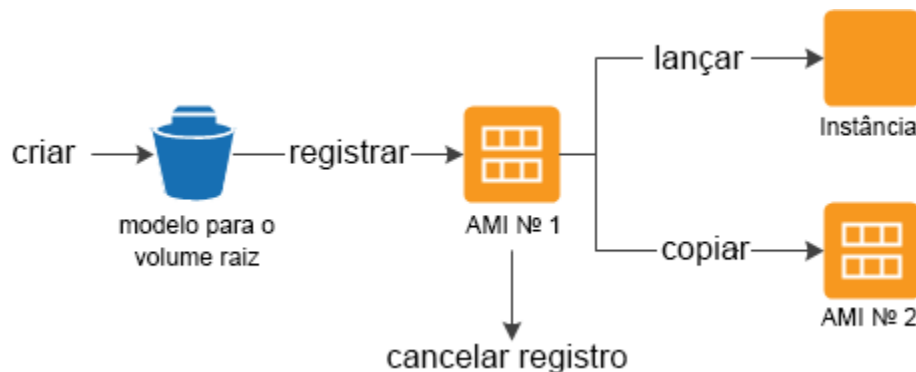 criar
modelo para o
volume raiz
registrar
AMI № 1
cancelar registro
lançar
Instância
copiar
AMI № 2